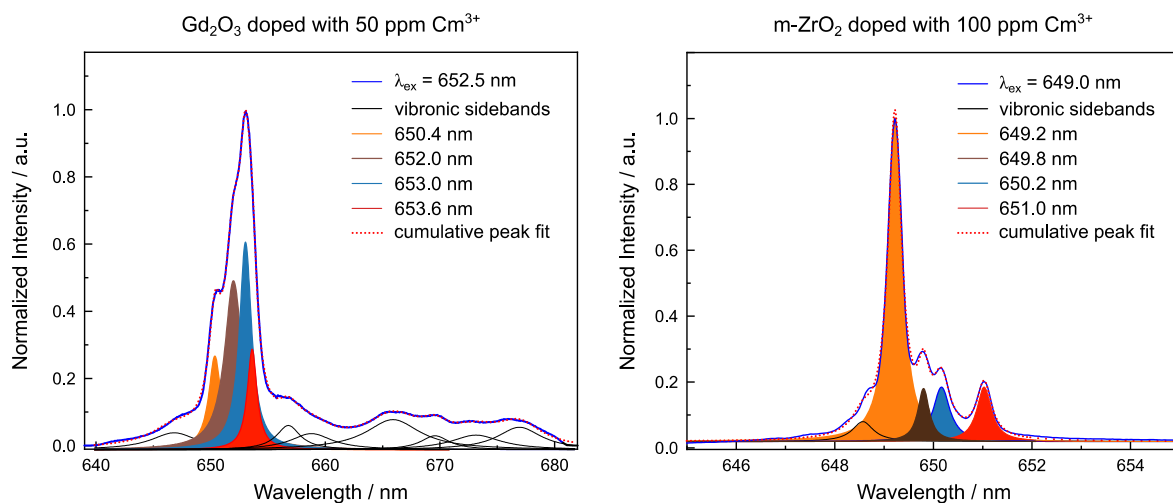 Gd₂O₃ doped with 50 ppm Cm³⁺
λex = 652.5 nm
vibronic sidebands
650.4 nm
652.0 nm
653.0 nm
653.6 nm
cumulative peak fit
Normalized Intensity / a.u.
1.0
0.8
0.6
0.4
0.2
0.0
640 650 660 670 680
Wavelength / nm
m-ZrO₂ doped with 100 ppm Cm³⁺
λex = 649.0 nm
vibronic sidebands
649.2 nm
649.8 nm
650.2 nm
651.0 nm
cumulative peak fit
Normalized Intensity / a.u.
1.0
0.8
0.6
0.4
0.2
0.0
646 648 650 652 654
Wavelength / nm